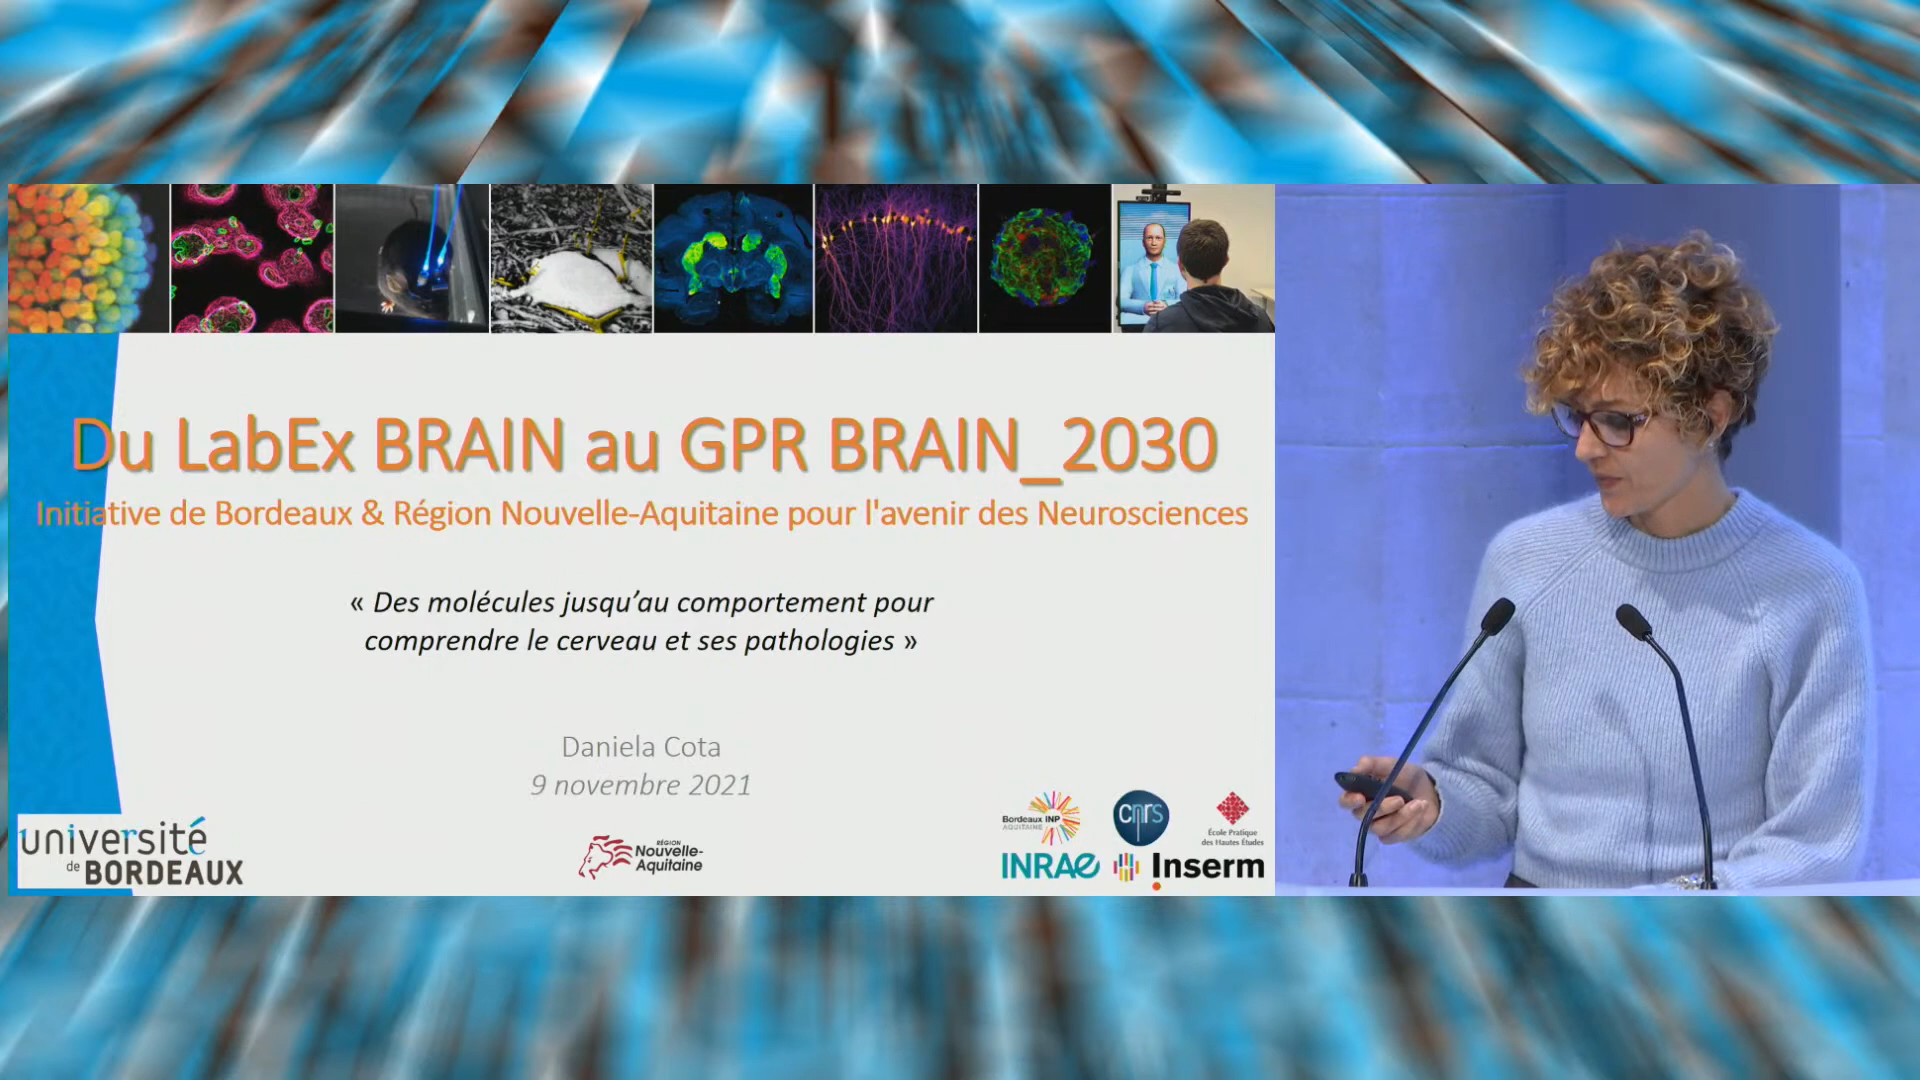 Du LabEx BRAIN au GPR BRAIN_2030
Initiative de Bordeaux & Région Nouvelle-Aquitaine pour l'avenir des Neurosciences
« Des molécules jusqu’au comportement pour
comprendre le cerveau et ses pathologies »
Daniela Cota
9 novembre 2021
université
de BORDEAUX
RÉGION
Nouvelle-
Aquitaine
Bordeaux INP
AQUITAINE
cnrs
École Pratique
des Hautes Études
INRAE
Inserm